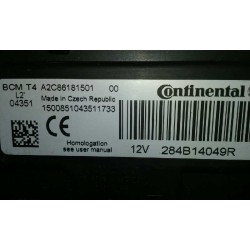 BCM T4 A2C86181501 00
Continental
L2'
04351
Made in Czech Republic
1500851043511733
Homologation
see user manual
12V
284B14049R